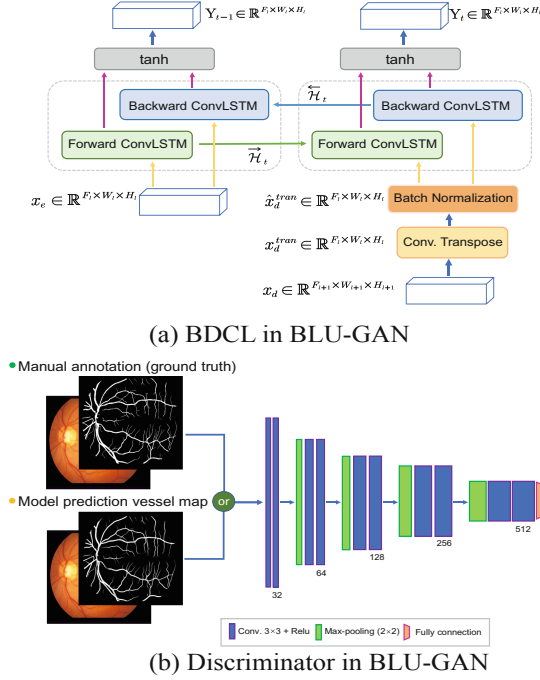 Y_{t-1} ∈ ℝ^{F_l×W_l×H_l} Y_t ∈ ℝ^{F_l×W_l×H_l}
tanh tanh
Backward ConvLSTM \overleftarrow{ℋ}_t Backward ConvLSTM
Forward ConvLSTM \overrightarrow{ℋ}_t Forward ConvLSTM
x_e ∈ ℝ^{F_l×W_l×H_l} x̂_d^{tran} ∈ ℝ^{F_l×W_l×H_l} Batch Normalization
x_d^{tran} ∈ ℝ^{F_l×W_l×H_l} Conv. Transpose
x_d ∈ ℝ^{F_{l+1}×W_{l+1}×H_{l+1}}
(a) BDCL in BLU-GAN
Manual annotation (ground truth)
Model prediction vessel map
or
32 64 128 256 512
Conv. 3×3 + Relu Max-pooling (2×2) Fully connection
(b) Discriminator in BLU-GAN